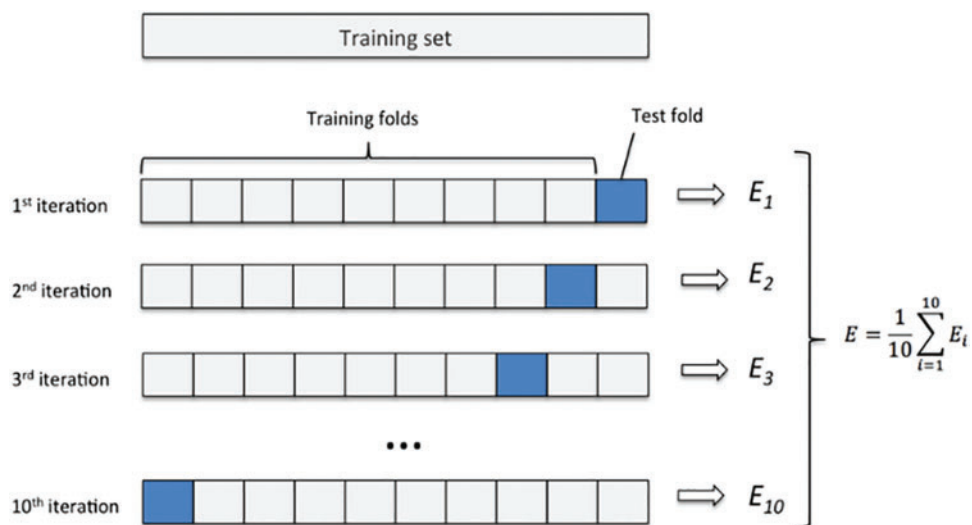 Training set
Training folds
Test fold
1st iteration
E1
2nd iteration
E2
3rd iteration
E3
E = 1/10 ∑ i=1 10 Ei
...
10th iteration
E10